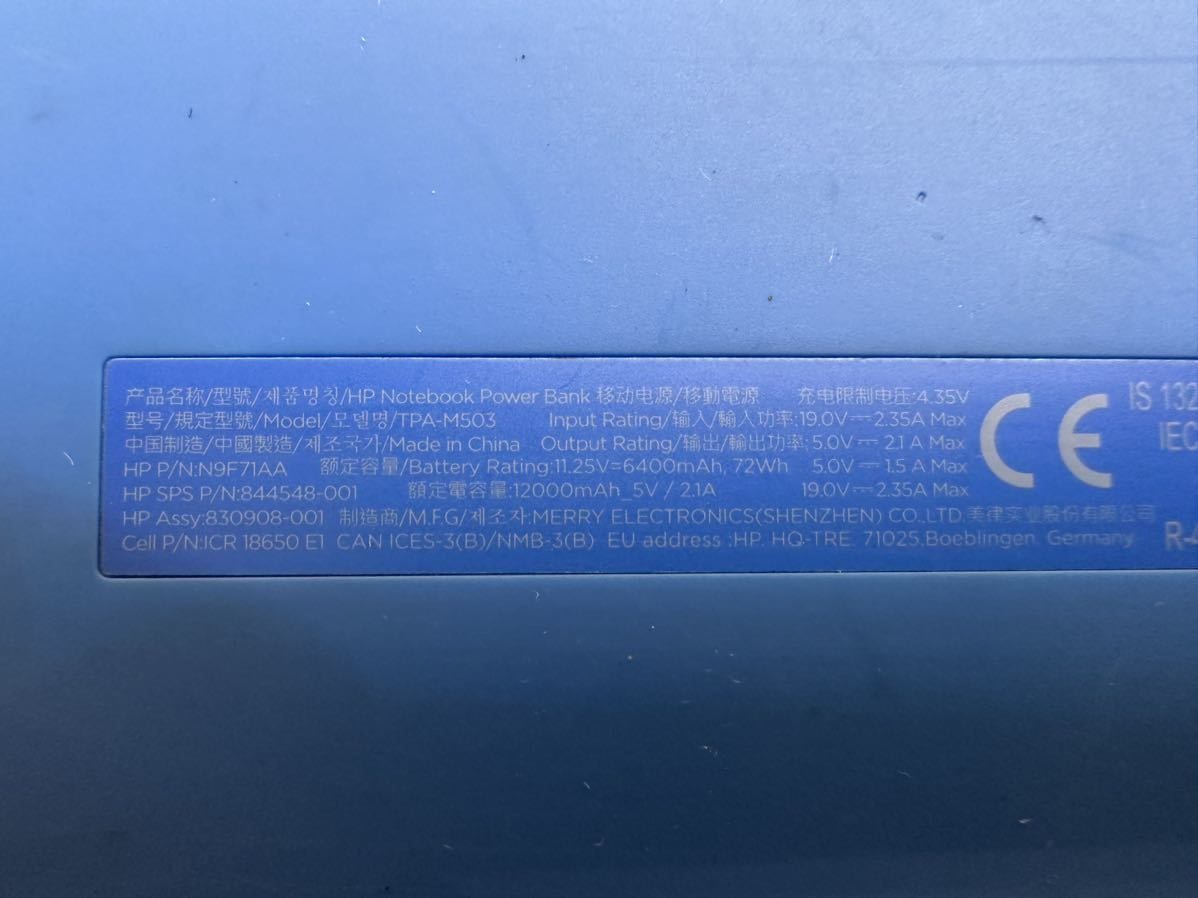 产品名称/型號/제품명칭/HP Notebook Power Bank 移动电源/移動電源 充电限制电压:4.35V
型号/規定型號/Model/모델명/TPA-M503 Input Rating/输入/輸入功率:19.0V⎓2.35A Max
中国制造/中國製造/제조국가/Made in China Output Rating/输出/輸出功率:5.0V⎓2.1 A Max
HP P/N:N9F71AA 额定容量/Battery Rating:11.25V=6400mAh, 72Wh 5.0V⎓1.5 A Max
HP SPS P/N:844548-001 額定電容量:12000mAh_5V / 2.1A 19.0V⎓2.35A Max
HP Assy:830908-001 制造商/M.F.G/제조자:MERRY ELECTRONICS(SHENZHEN) CO.,LTD.美律实业股份有限公司
Cell P/N:ICR 18650 E1 CAN ICES-3(B)/NMB-3(B) EU address :HP, HQ-TRE, 71025,Boeblingen, Germany
CE
IS 132
IEC
R-4